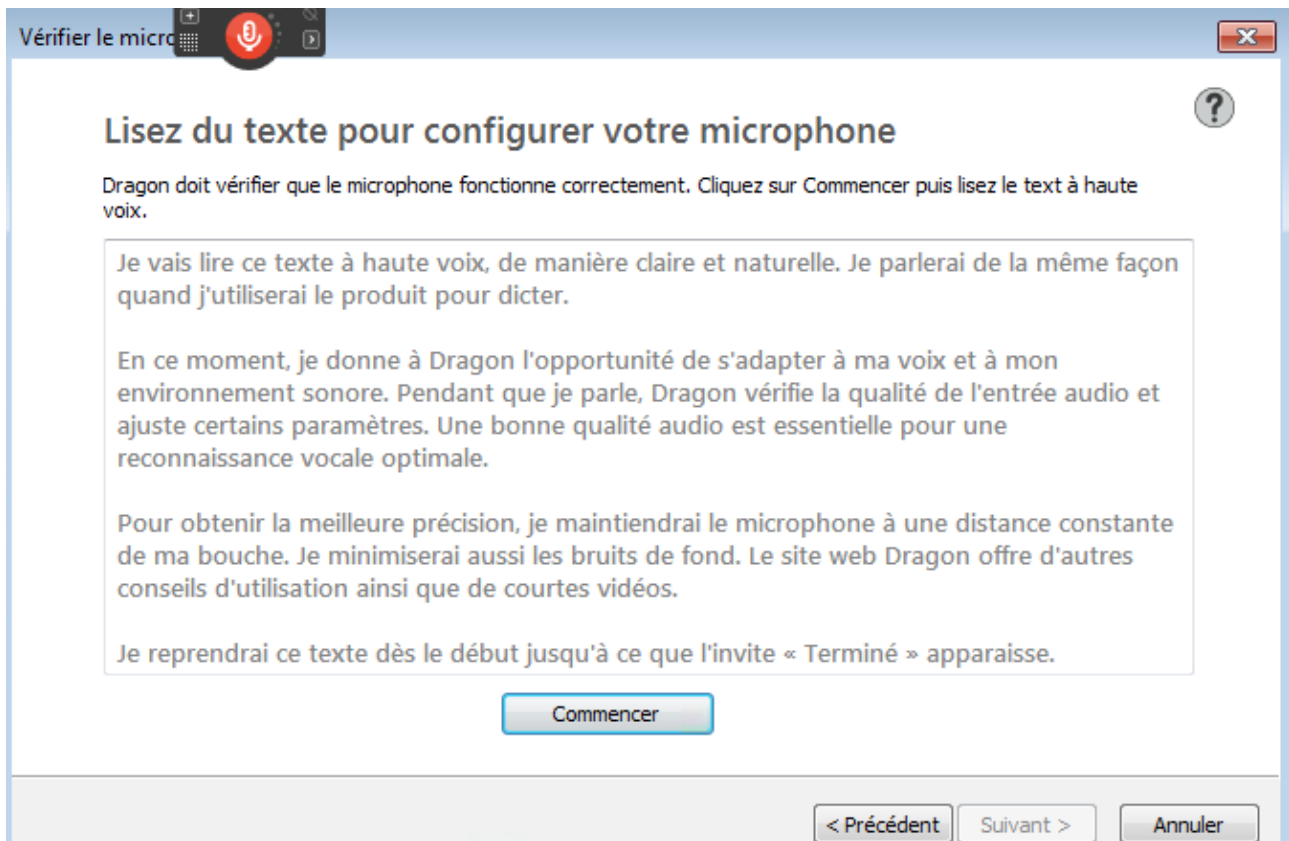 Vérifier le micro
Lisez du texte pour configurer votre microphone
Dragon doit vérifier que le microphone fonctionne correctement. Cliquez sur Commencer puis lisez le text à haute
voix.
Je vais lire ce texte à haute voix, de manière claire et naturelle. Je parlerai de la même façon
quand j'utiliserai le produit pour dicter.
En ce moment, je donne à Dragon l'opportunité de s'adapter à ma voix et à mon
environnement sonore. Pendant que je parle, Dragon vérifie la qualité de l'entrée audio et
ajuste certains paramètres. Une bonne qualité audio est essentielle pour une
reconnaissance vocale optimale.
Pour obtenir la meilleure précision, je maintiendrai le microphone à une distance constante
de ma bouche. Je minimiserai aussi les bruits de fond. Le site web Dragon offre d'autres
conseils d'utilisation ainsi que de courtes vidéos.
Je reprendrai ce texte dès le début jusqu'à ce que l'invite « Terminé » apparaisse.
Commencer
< Précédent Suivant > Annuler